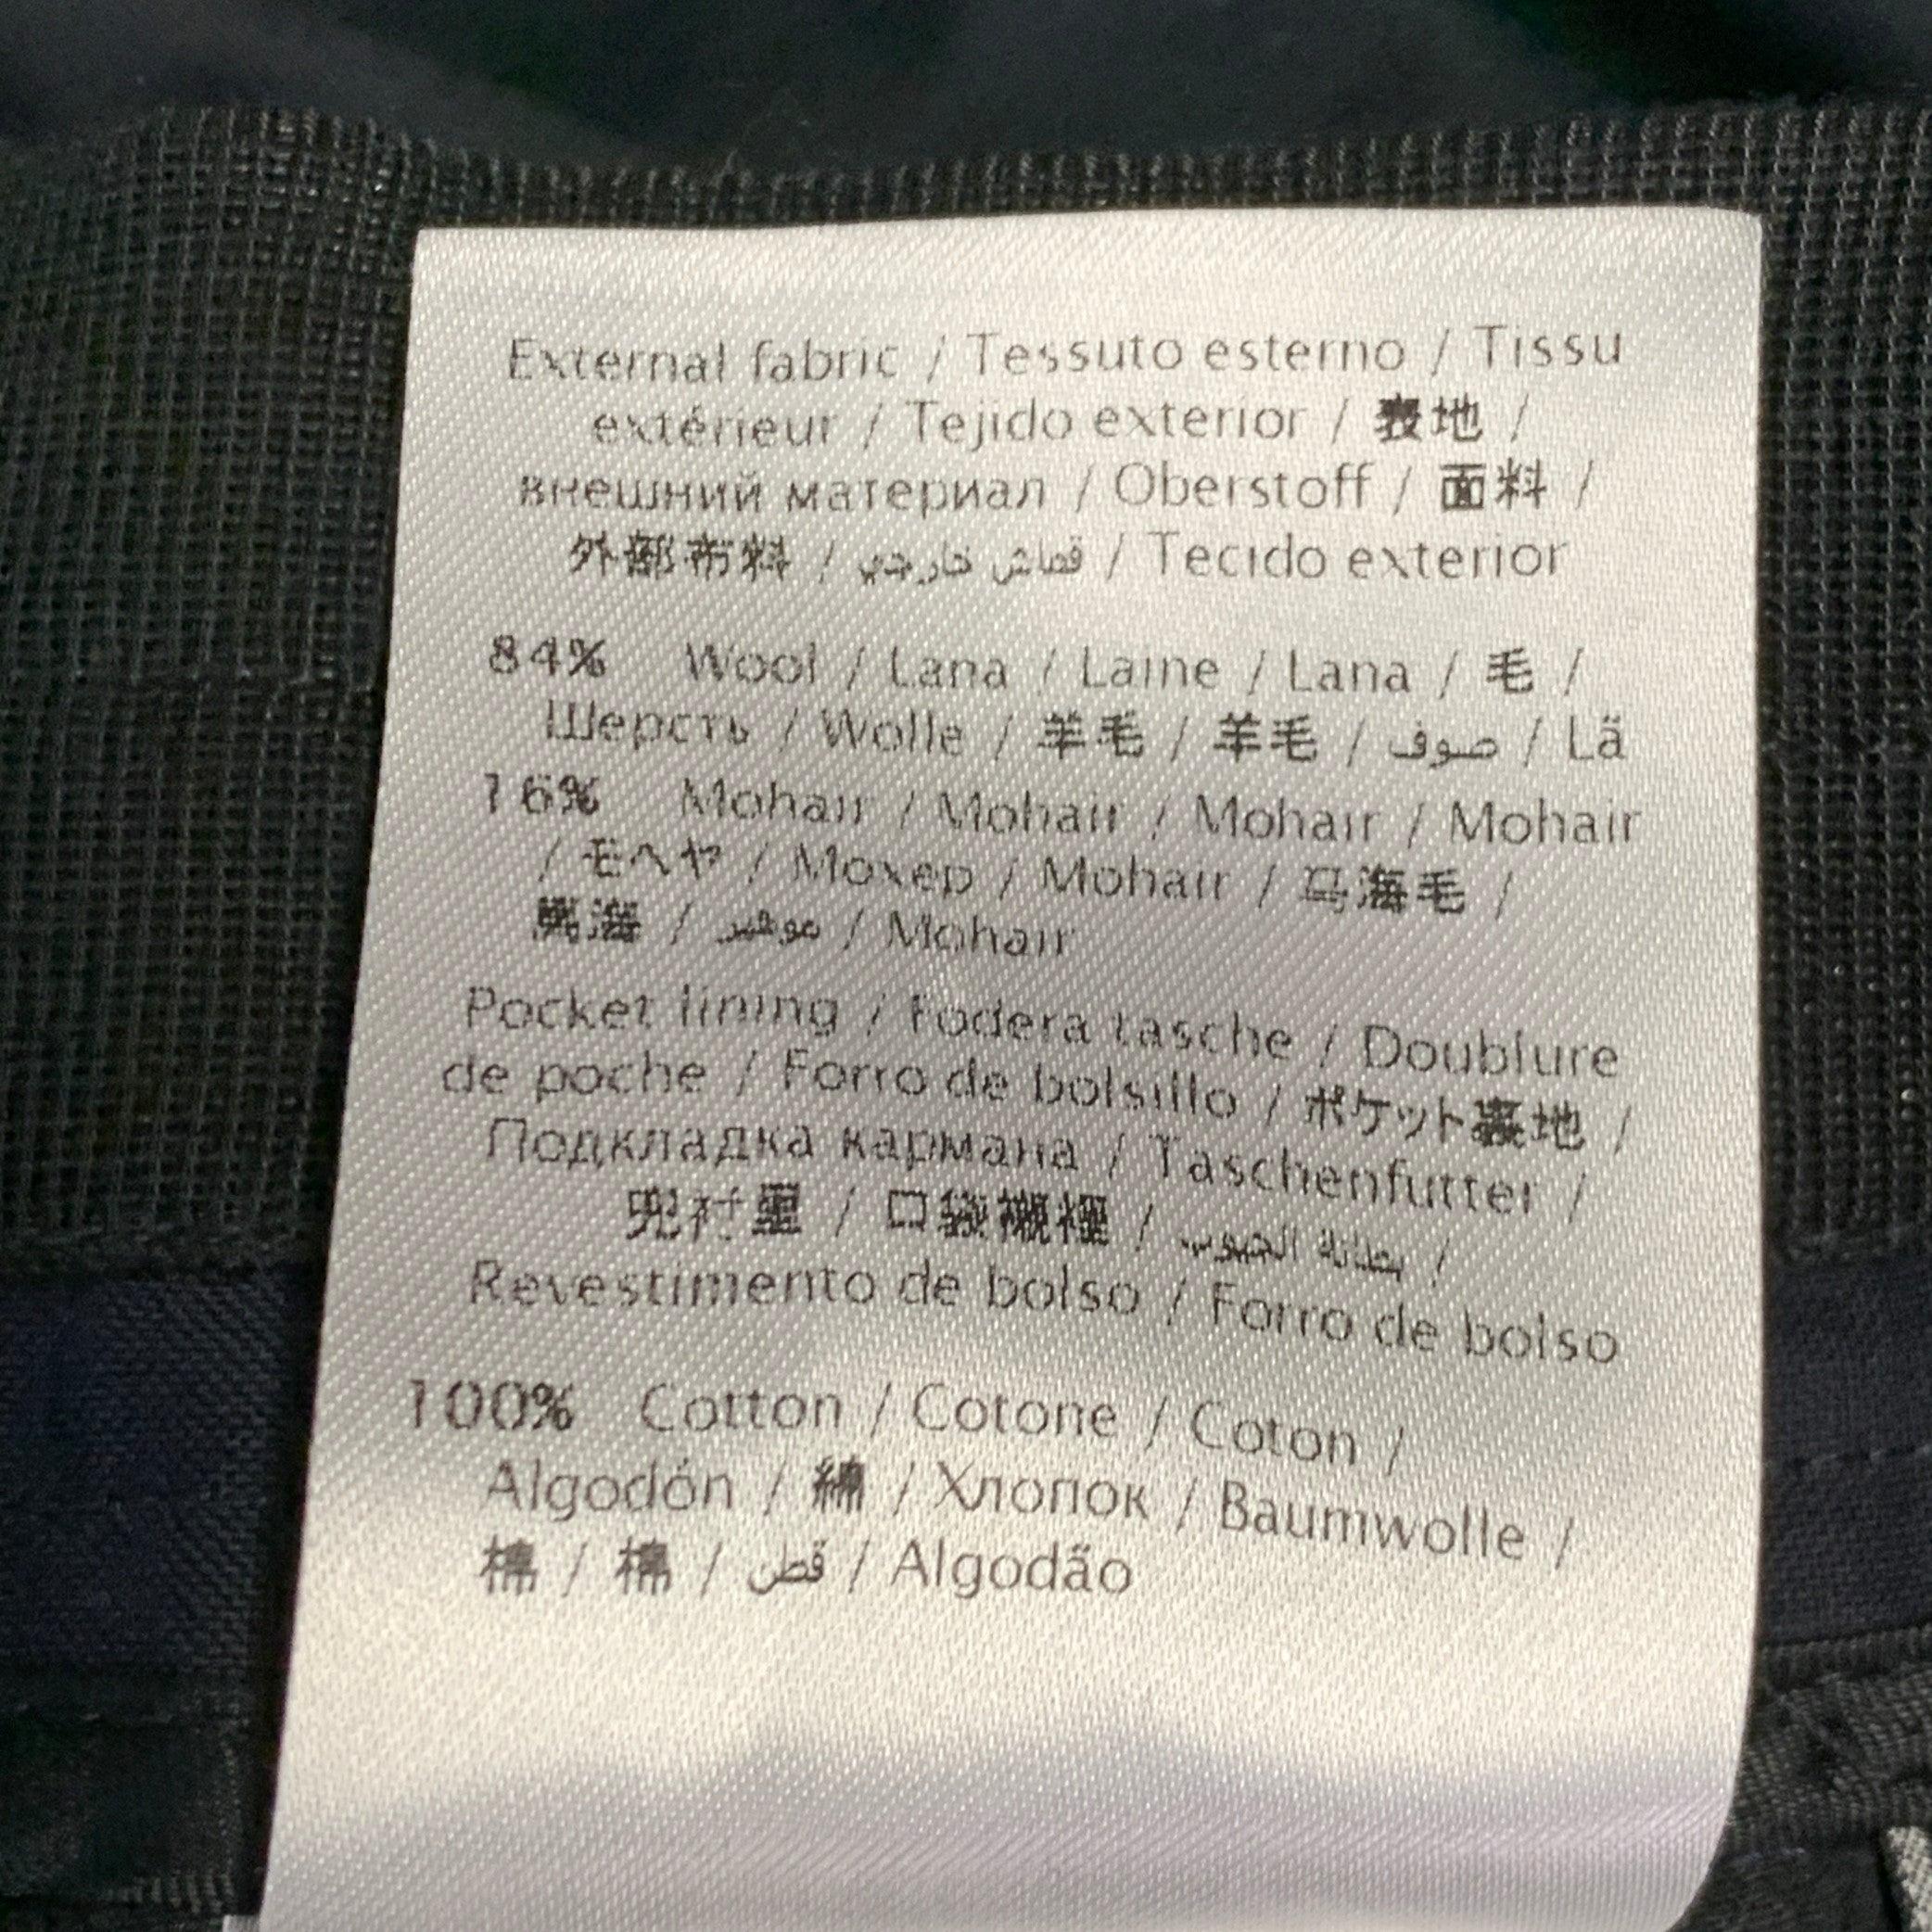 External fabric / Tessuto esterno / Tissu
extérieur / Tejido exterior / 表地 /
внешний материал / Oberstoff / 面料 /
外部布料 / قماش خارجي / Tecido exterior
84% Wool / Lana / Laine / Lana / 毛 /
Шерсть / Wolle / 羊毛 / 羊毛 / صوف / Lã
16% Mohair / Mohair / Mohair / Mohair
/ モヘヤ / Мохер / Mohair / 马海毛 /
馬海 / موهير / Mohair
Pocket lining / Fodera tasche / Doublure
de poche / Forro de bolsillo / ポケット裏地 /
Подкладка кармана / Taschenfutter /
兜衬里 / 口袋襯裡 / بطانة الجيوب /
Revestimento de bolso / Forro de bolso
100% Cotton / Cotone / Coton /
Algodón / 綿 / Хлопок / Baumwolle /
棉 / 棉 / قطن / Algodão